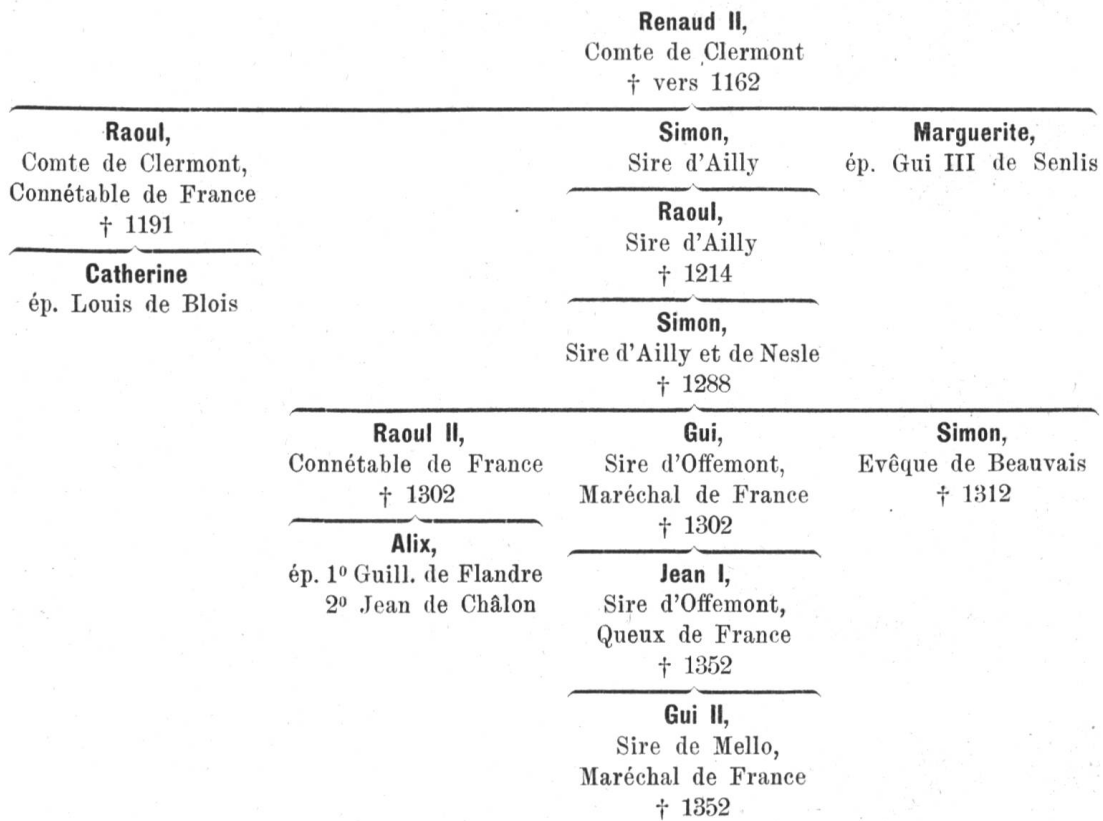 Renaud II,
Comte de Clermont
† vers 1162
Raoul,
Comte de Clermont,
Connétable de France
† 1191
Catherine
ép. Louis de Blois
Simon,
Sire d'Ailly
Raoul,
Sire d'Ailly
† 1214
Simon,
Sire d'Ailly et de Nesle
† 1288
Marguerite,
ép. Gui III de Senlis
Raoul II,
Connétable de France
† 1302
Alix,
ép. 1º Guill. de Flandre
2º Jean de Châlon
Gui,
Sire d'Offemont,
Maréchal de France
† 1302
Jean I,
Sire d'Offemont,
Queux de France
† 1352
Gui II,
Sire de Mello,
Maréchal de France
† 1352
Simon,
Evêque de Beauvais
† 1312